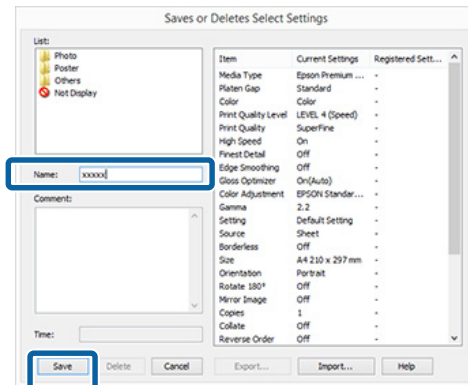 Saves or Deletes Select Settings
List:
Photo
Poster
Others
Not Display
Name: xxxxx
Comment:
Time:
Item Current Settings Registered Sett...
Media Type Epson Premium ... -
Platen Gap Standard -
Color Color -
Print Quality Level LEVEL 4 (Speed) -
Print Quality SuperFine -
High Speed On -
Finest Detail Off -
Edge Smoothing Off -
Gloss Optimizer On(Auto) -
Color Adjustment EPSON Standar... -
Gamma 2.2 -
Setting Default Setting -
Source Sheet -
Borderless Off -
Size A4 210 x 297 mm -
Orientation Portrait -
Rotate 180° Off -
Mirror Image Off -
Copies 1 -
Collate Off -
Reverse Order Off -
Save Delete Cancel Export... Import... Help